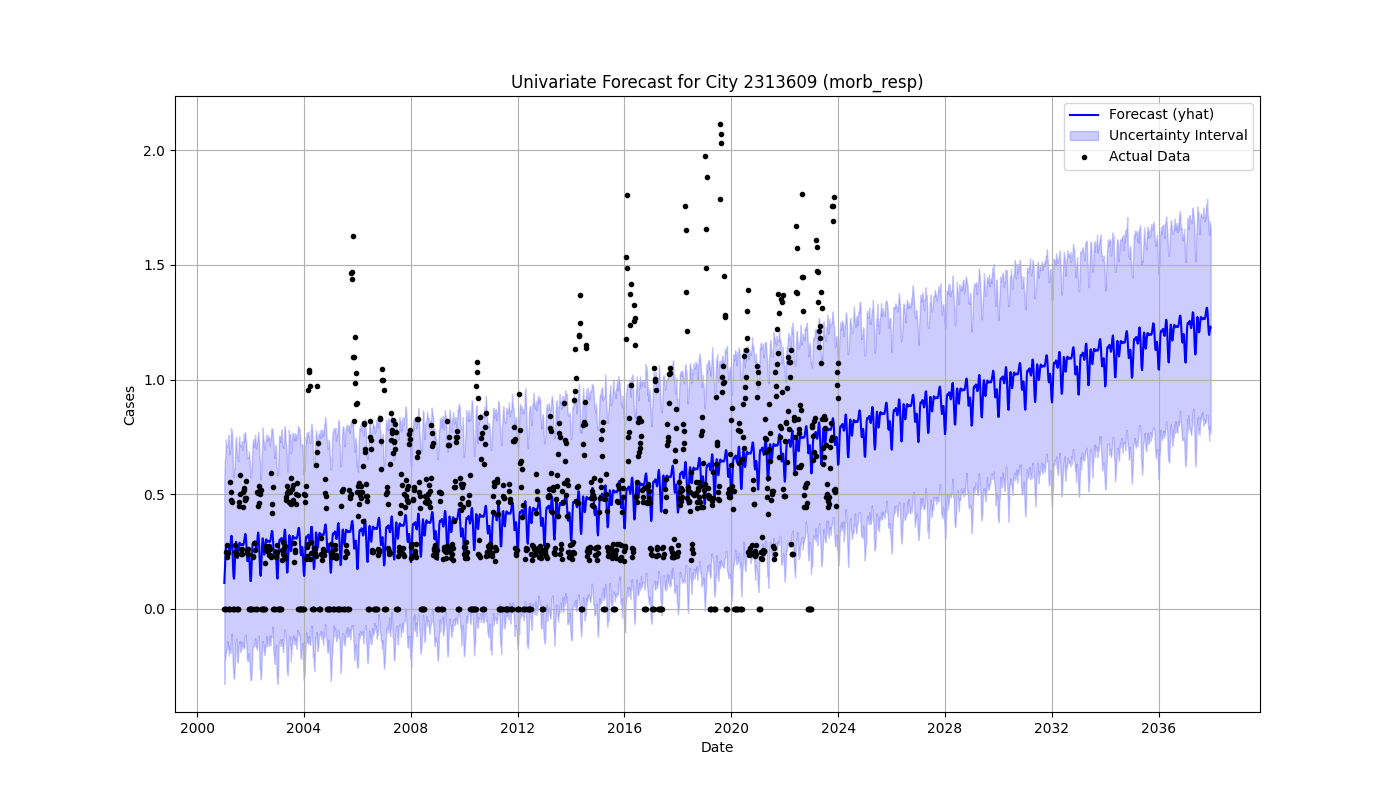 Univariate Forecast for City 2313609 (morb_resp)
Forecast (yhat)
Uncertainty Interval
Actual Data
2.0
1.5
1.0
0.5
0.0
Cases
2000 2004 2008 2012 2016 2020 2024 2028 2032 2036
Date